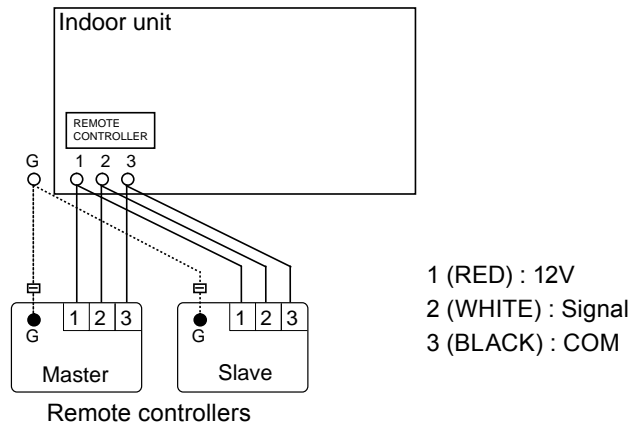 Indoor unit
REMOTE
CONTROLLER
G 1 2 3
1 (RED) : 12V
2 (WHITE) : Signal
3 (BLACK) : COM
1 2 3
G
Master
1 2 3
G
Slave
Remote controllers